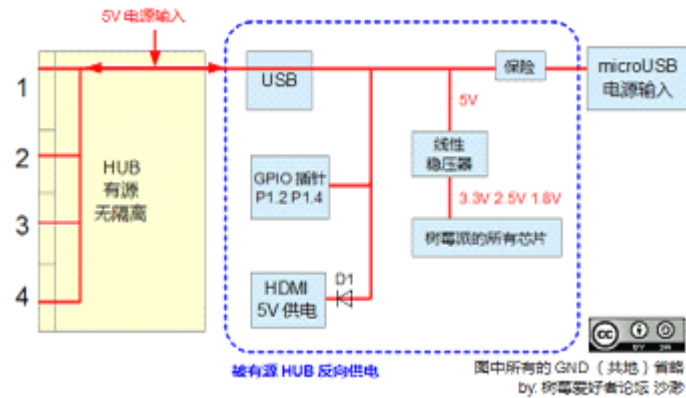 5V 电源输入
1
2
3
4
HUB
有源
无隔离
USB
保险
microUSB
电源输入
5V
线性
稳压器
GPIO 插针
P1.2 P1.4
3.3V 2.5V 1.8V
树莓派的所有芯片
HDMI
5V 供电
D1
被有源 HUB 反向供电
cc
BY
图中所有的 GND （共地）省略
by: 树莓爱好者论坛 沙渺